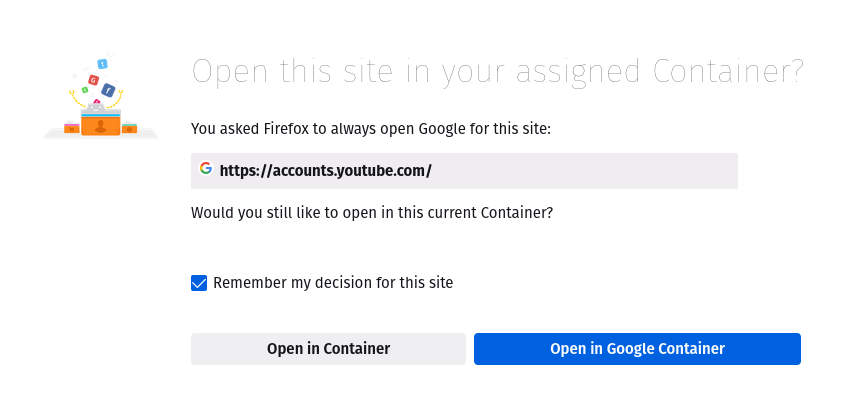 Open this site in your assigned Container?
You asked Firefox to always open Google for this site:
https://accounts.youtube.com/
Would you still like to open in this current Container?
Remember my decision for this site
Open in Container
Open in Google Container